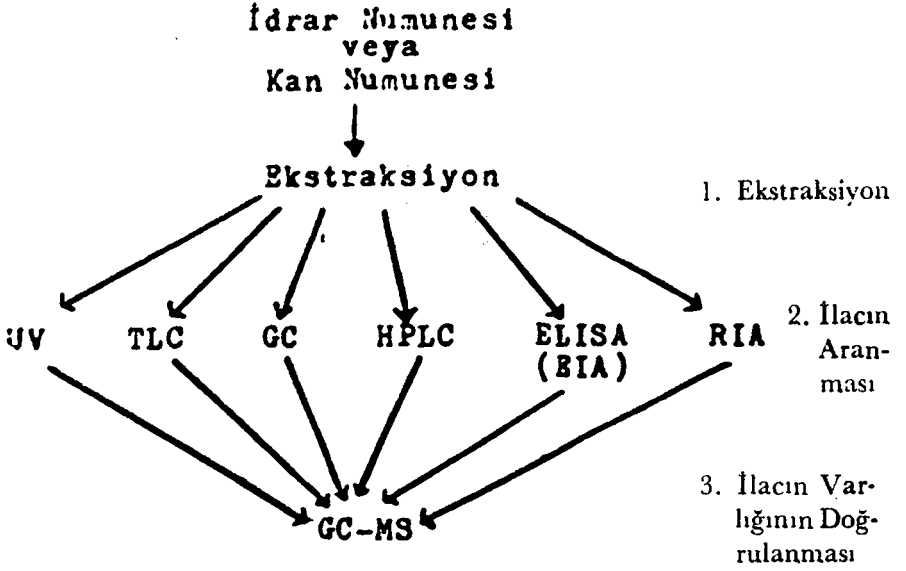 İdrar Numunesi
veya
Kan Numunesi
Ekstraksiyon
1. Ekstraksiyon
UV TLC GC HPLC ELISA (EIA) RIA
2. İlacın
Aran-
ması
GC-MS
3. İlacın Var-
lığının Doğ-
rulanması